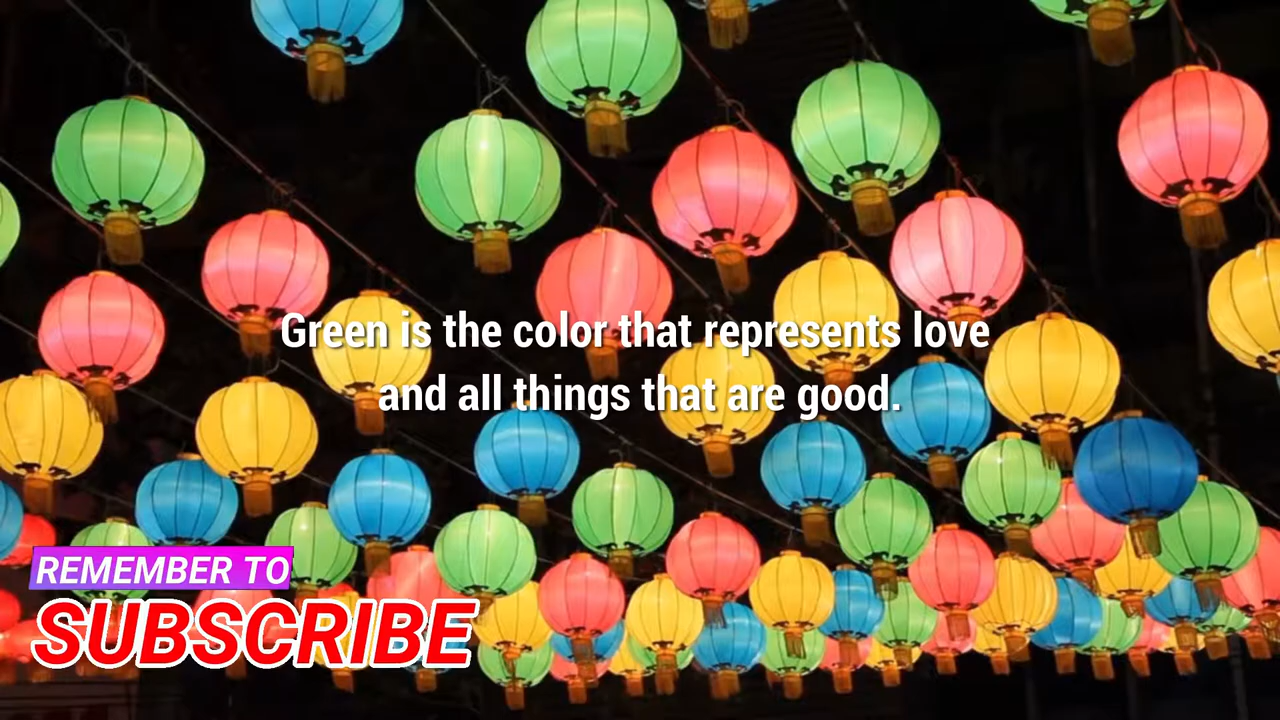 Green is the color that represents love
and all things that are good.
REMEMBER TO
SUBSCRIBE